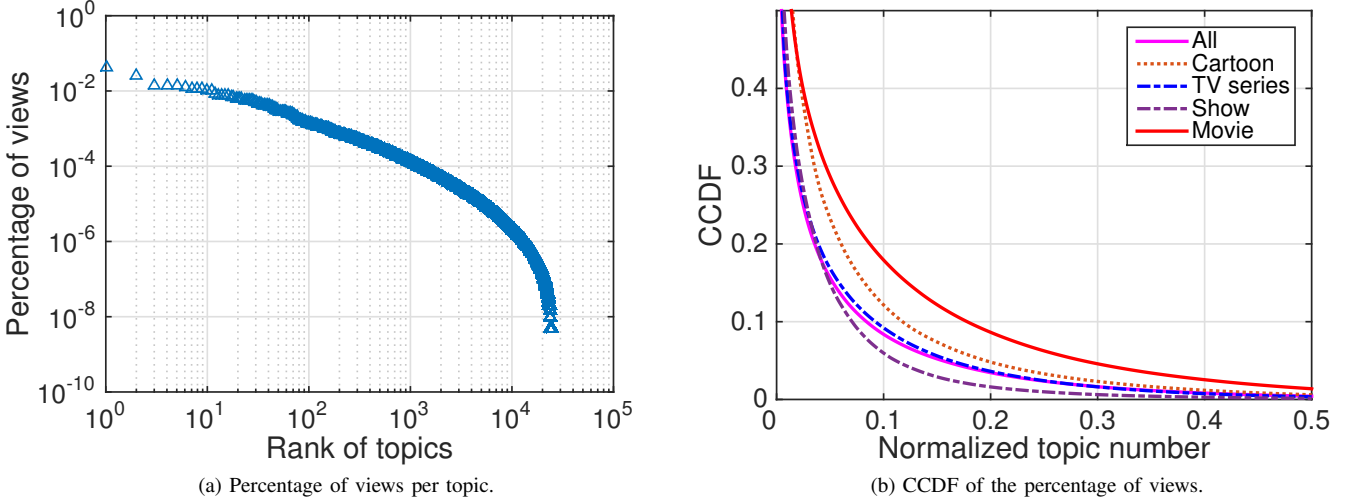 Percentage of views
10^0
10^-2
10^-4
10^-6
10^-8
10^-10
10^0 10^1 10^2 10^3 10^4 10^5
Rank of topics
(a) Percentage of views per topic.
CCDF
0.4
0.3
0.2
0.1
0
0 0.1 0.2 0.3 0.4 0.5
Normalized topic number
All
Cartoon
TV series
Show
Movie
(b) CCDF of the percentage of views.